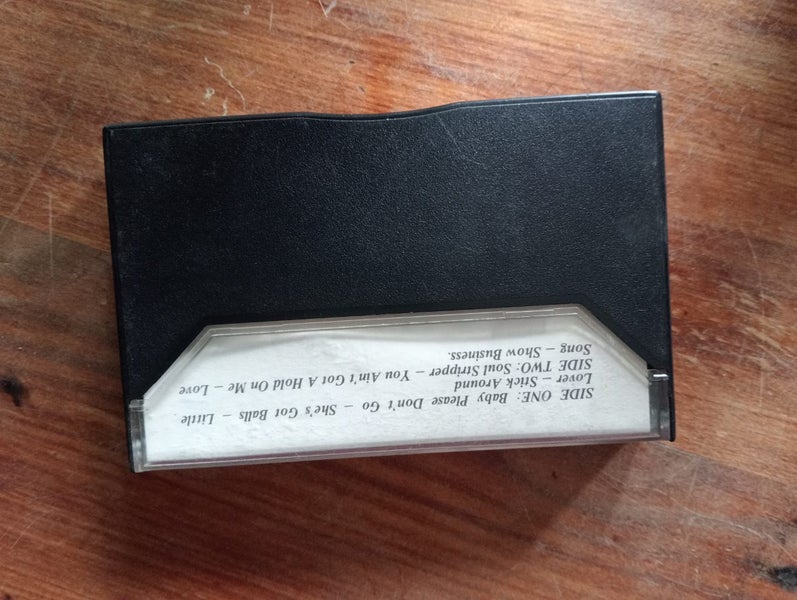 SIDE ONE: Baby Please Don't Go – She's Got Balls – Little
Lover – Stick Around
SIDE TWO: Soul Stripper – You Ain't Got A Hold On Me – Love
Song – Show Business.